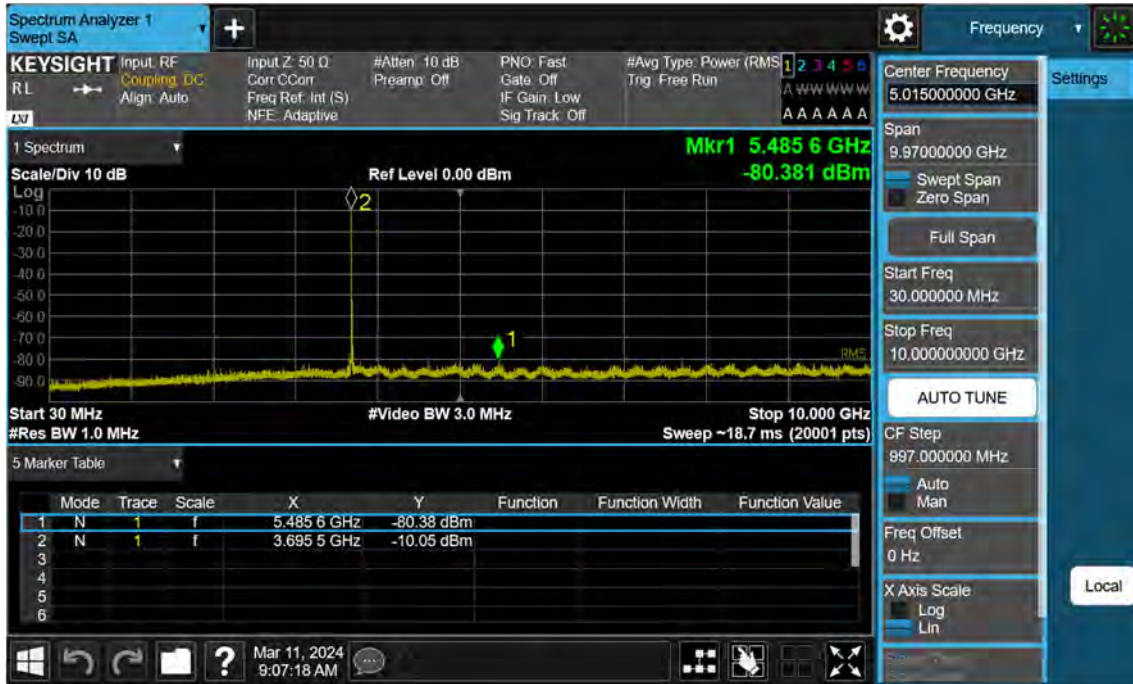 Spectrum Analyzer 1
Swept SA
+
Frequency
KEYSIGHT
RL
LXI
Input: RF
Coupling: DC
Align: Auto
Input Z: 50 Ω
Corr CCorr
Freq Ref: Int (S)
NFE: Adaptive
#Atten: 10 dB
Preamp: Off
PNO: Fast
Gate: Off
IF Gain: Low
Sig Track: Off
#Avg Type: Power (RMS
Trig: Free Run
1 2 3 4 5 6
A W W W W W
A A A A A A
1 Spectrum
Scale/Div 10 dB
Ref Level 0.00 dBm
Mkr1 5.485 6 GHz
-80.381 dBm
Log
-10.0
-20.0
-30.0
-40.0
-50.0
-60.0
-70.0
-80.0
-90.0
2
1
RMS
Start 30 MHz
#Video BW 3.0 MHz
Stop 10.000 GHz
#Res BW 1.0 MHz
Sweep ~18.7 ms (20001 pts)
5 Marker Table
Mode Trace Scale X Y Function Function Width Function Value
1 N 1 f 5.485 6 GHz -80.38 dBm
2 N 1 f 3.695 5 GHz -10.05 dBm
3
4
5
6
?
Mar 11, 2024
9:07:18 AM
Center Frequency
5.015000000 GHz
Span
9.97000000 GHz
Swept Span
Zero Span
Full Span
Start Freq
30.000000 MHz
Stop Freq
10.000000000 GHz
AUTO TUNE
CF Step
997.000000 MHz
Auto
Man
Freq Offset
0 Hz
X Axis Scale
Log
Lin
Settings
Local